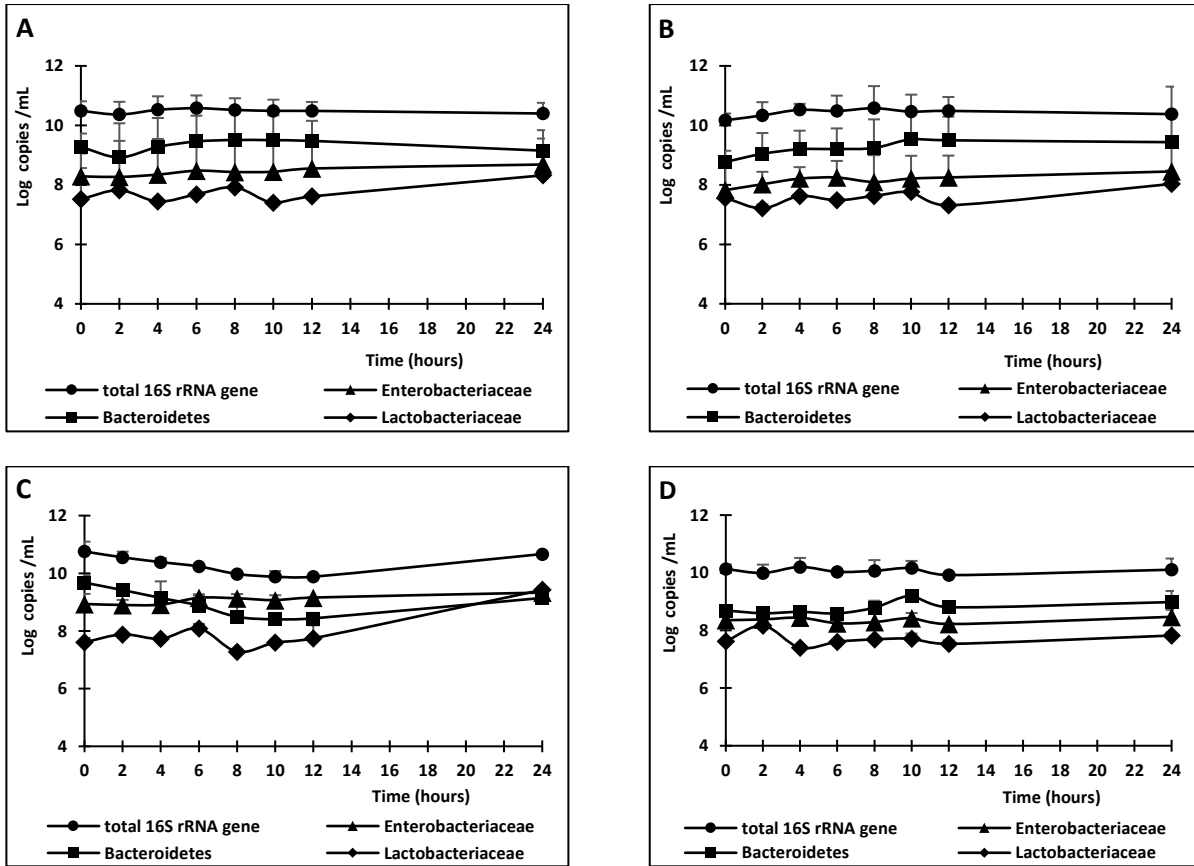 A
12
10
8
6
4
Log copies /mL
0 2 4 6 8 10 12 14 16 18 20 22 24
Time (hours)
total 16S rRNA gene Enterobacteriaceae
Bacteroidetes Lactobacteriaceae
B
12
10
8
6
4
Log copies /mL
0 2 4 6 8 10 12 14 16 18 20 22 24
Time (hours)
total 16S rRNA gene Enterobacteriaceae
Bacteroidetes Lactobacteriaceae
C
12
10
8
6
4
Log copies /mL
0 2 4 6 8 10 12 14 16 18 20 22 24
Time (hours)
total 16S rRNA gene Enterobacteriaceae
Bacteroidetes Lactobacteriaceae
D
12
10
8
6
4
Log copies /mL
0 2 4 6 8 10 12 14 16 18 20 22 24
Time (hours)
total 16S rRNA gene Enterobacteriaceae
Bacteroidetes Lactobacteriaceae